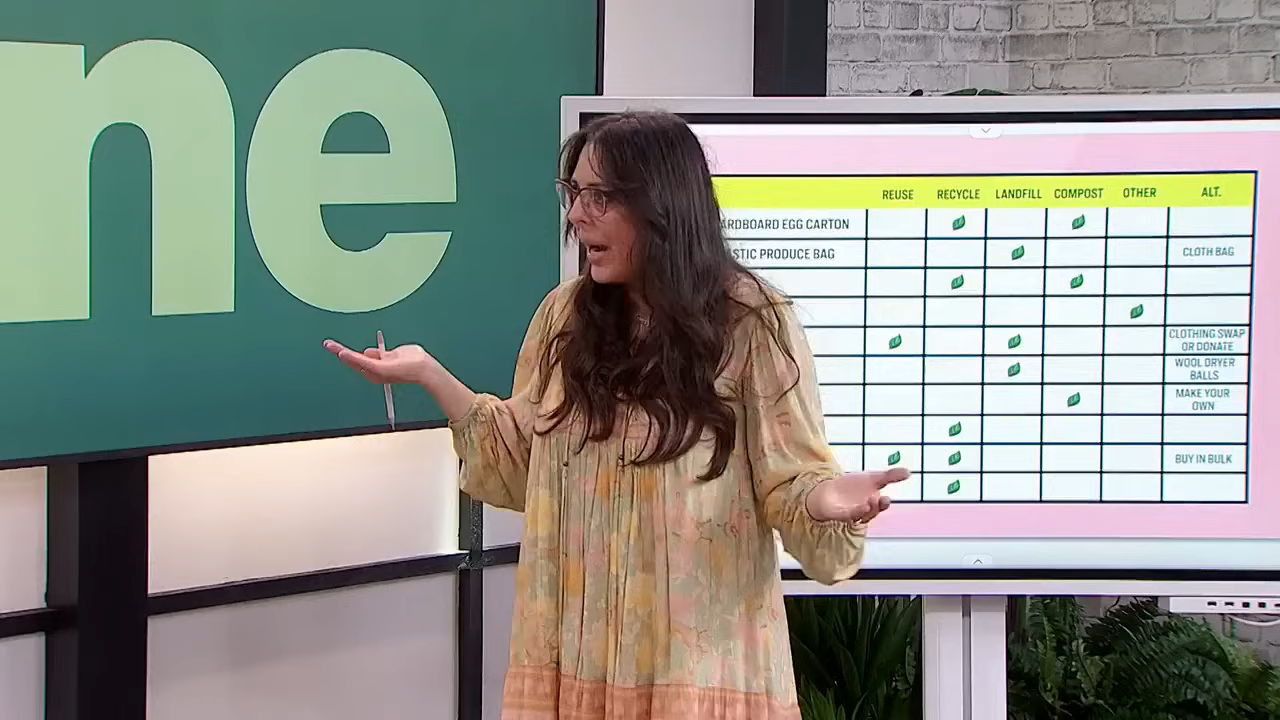 ne
REUSE RECYCLE LANDFILL COMPOST OTHER ALT.
ARDBOARD EGG CARTON
STIC PRODUCE BAG CLOTH BAG
CLOTHING SWAP
OR DONATE
WOOL DRYER
BALLS
MAKE YOUR
OWN
BUY IN BULK